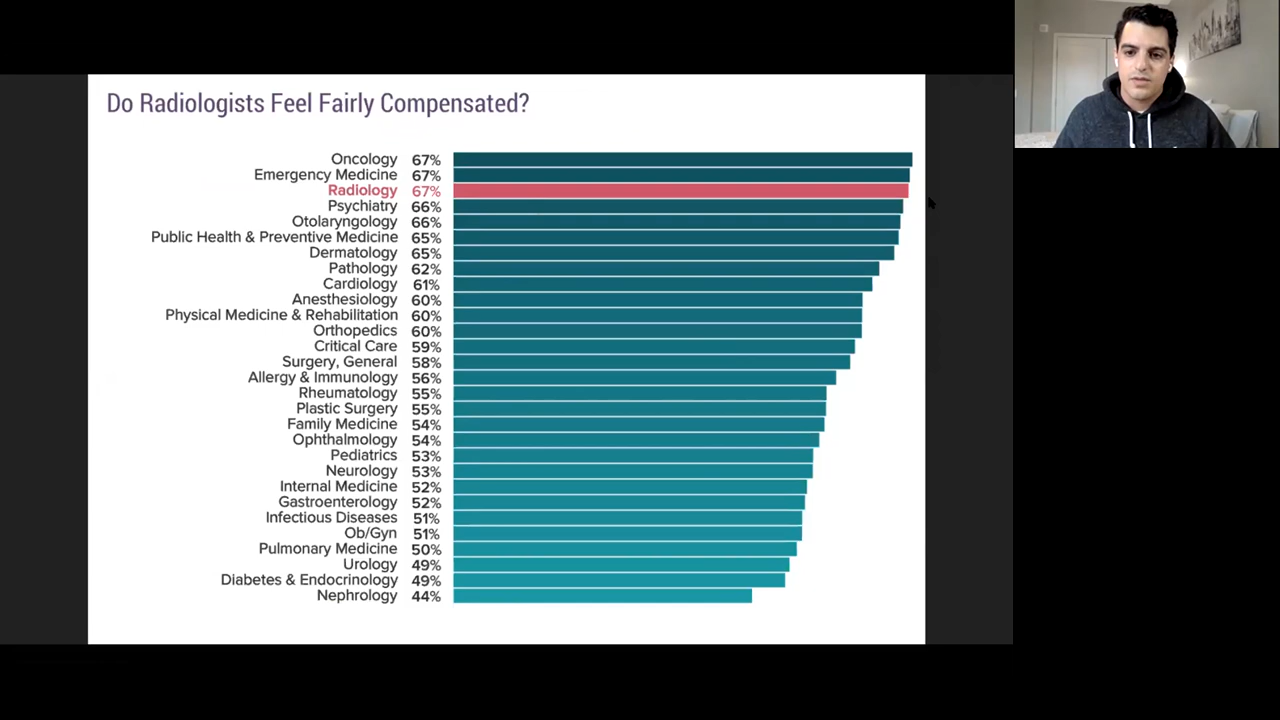 Do Radiologists Feel Fairly Compensated?
Oncology 67%
Emergency Medicine 67%
Radiology 67%
Psychiatry 66%
Otolaryngology 66%
Public Health & Preventive Medicine 65%
Dermatology 65%
Pathology 62%
Cardiology 61%
Anesthesiology 60%
Physical Medicine & Rehabilitation 60%
Orthopedics 60%
Critical Care 59%
Surgery, General 58%
Allergy & Immunology 56%
Rheumatology 55%
Plastic Surgery 55%
Family Medicine 54%
Ophthalmology 54%
Pediatrics 53%
Neurology 53%
Internal Medicine 52%
Gastroenterology 52%
Infectious Diseases 51%
Ob/Gyn 51%
Pulmonary Medicine 50%
Urology 49%
Diabetes & Endocrinology 49%
Nephrology 44%